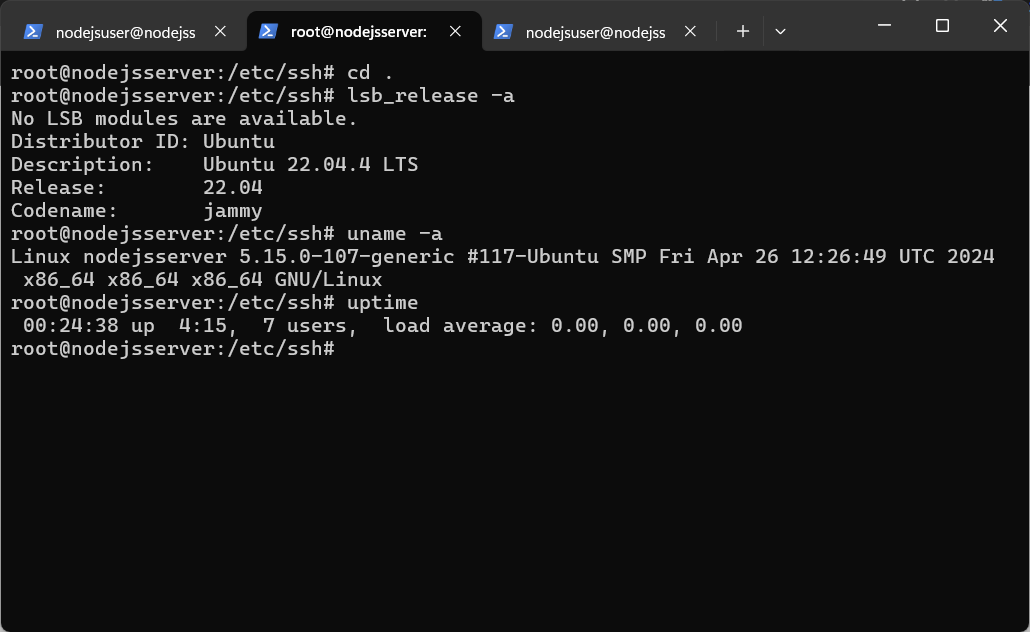 nodejsuser@nodejss
root@nodejsserver:
nodejsuser@nodejss
root@nodejsserver:/etc/ssh# cd .
root@nodejsserver:/etc/ssh# lsb_release -a
No LSB modules are available.
Distributor ID: Ubuntu
Description:    Ubuntu 22.04.4 LTS
Release:        22.04
Codename:       jammy
root@nodejsserver:/etc/ssh# uname -a
Linux nodejsserver 5.15.0-107-generic #117-Ubuntu SMP Fri Apr 26 12:26:49 UTC 2024
 x86_64 x86_64 x86_64 GNU/Linux
root@nodejsserver:/etc/ssh# uptime
 00:24:38 up  4:15,  7 users,  load average: 0.00, 0.00, 0.00
root@nodejsserver:/etc/ssh#